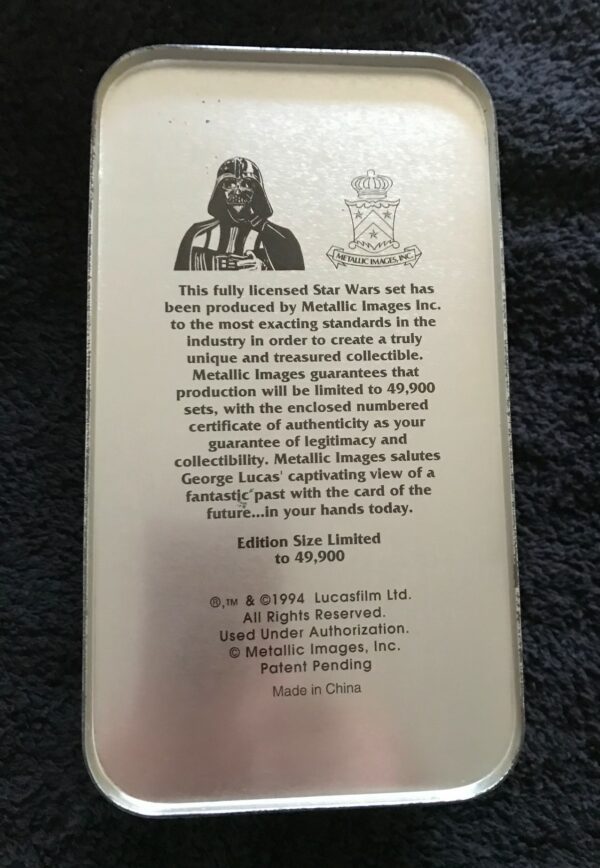 METALLIC IMAGES, INC.
This fully licensed Star Wars set has
been produced by Metallic Images Inc.
to the most exacting standards in the
industry in order to create a truly
unique and treasured collectible.
Metallic Images guarantees that
production will be limited to 49,900
sets, with the enclosed numbered
certificate of authenticity as your
guarantee of legitimacy and
collectibility. Metallic Images salutes
George Lucas' captivating view of a
fantastic past with the card of the
future...in your hands today.
Edition Size Limited
to 49,900
®,™ & ©1994 Lucasfilm Ltd.
All Rights Reserved.
Used Under Authorization.
© Metallic Images, Inc.
Patent Pending
Made in China